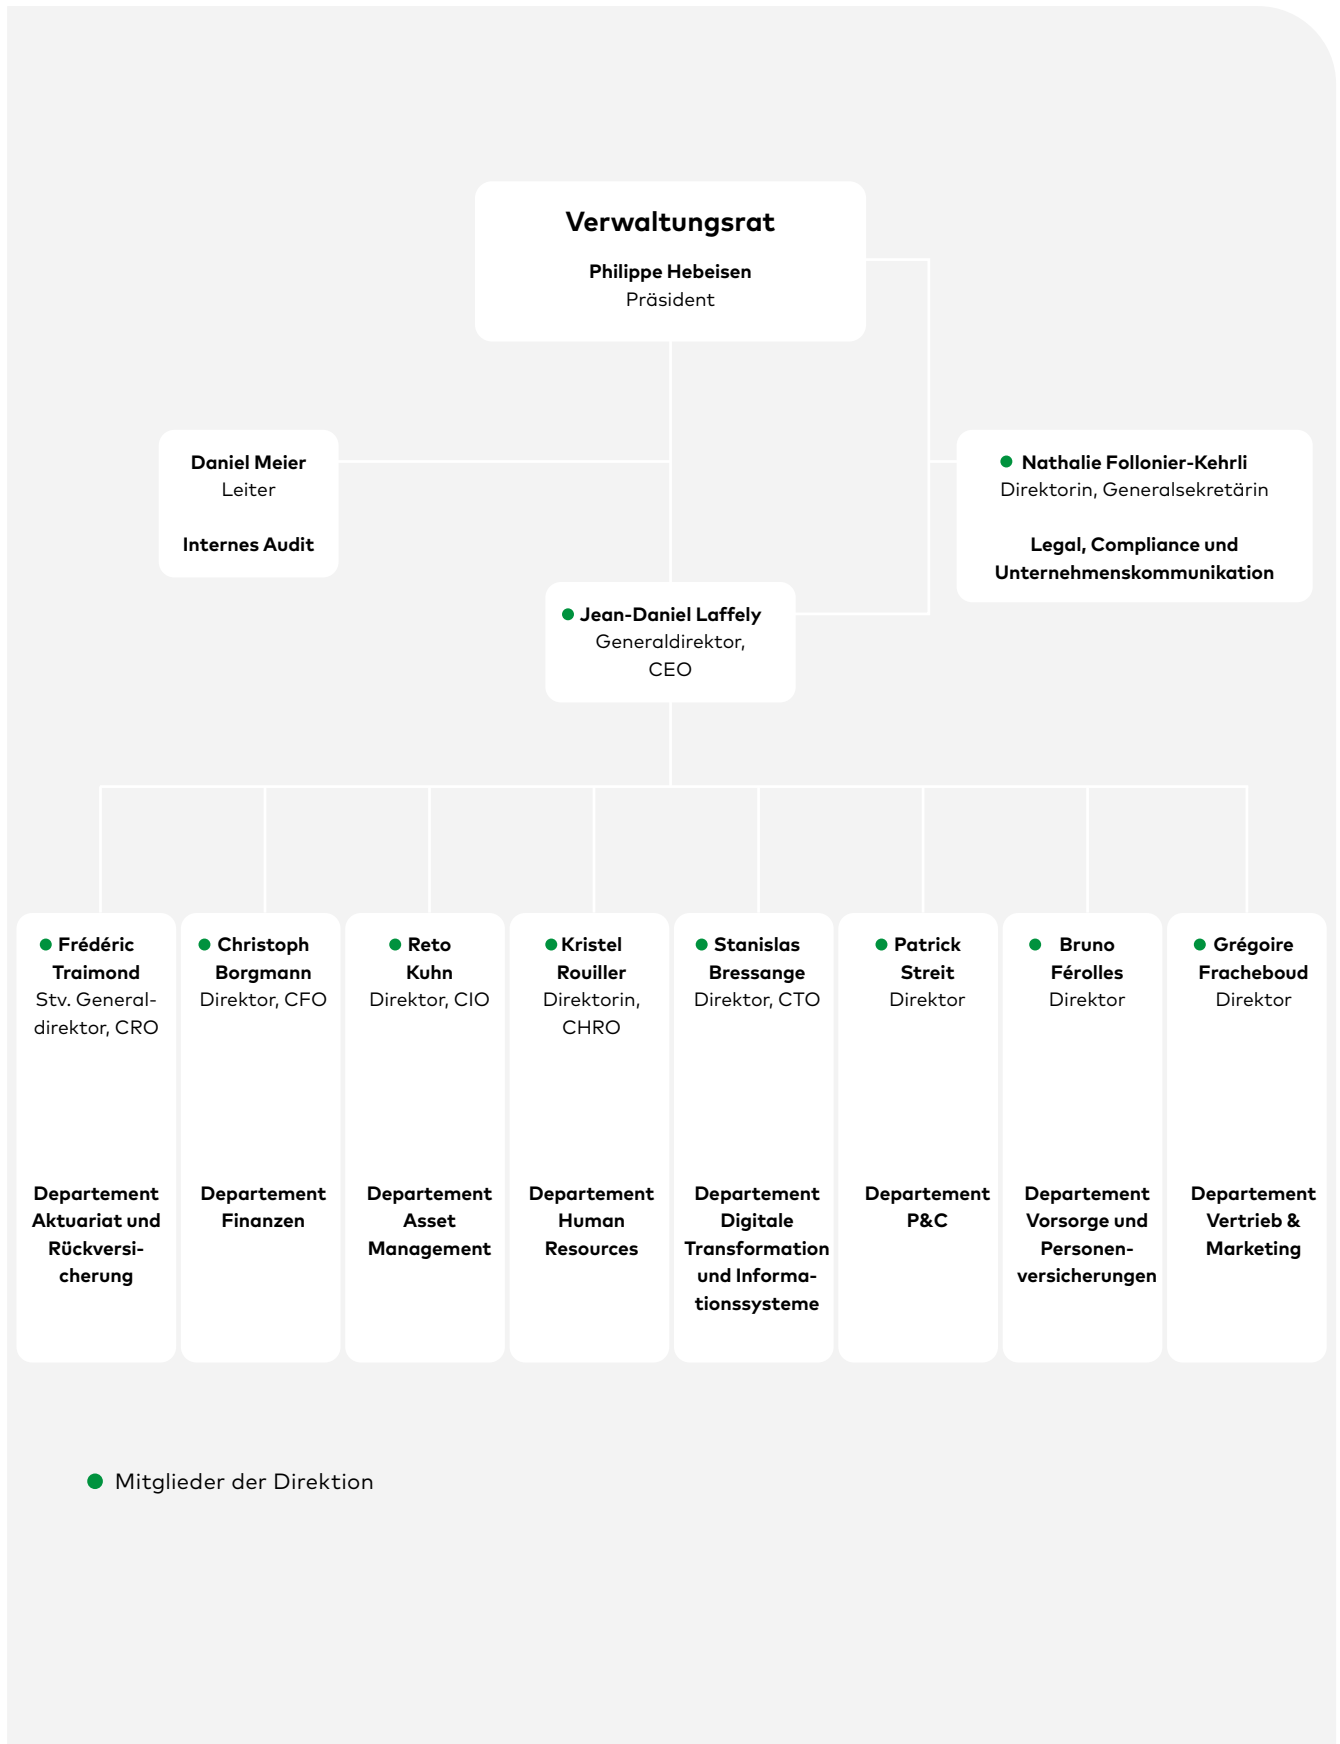 Verwaltungsrat
Philippe Hebeisen
Präsident
Daniel Meier
Leiter
Internes Audit
Nathalie Follonier-Kehrli
Direktorin, Generalsekretärin
Legal, Compliance und
Unternehmenskommunikation
Jean-Daniel Laffely
Generaldirektor,
CEO
Frédéric
Traimond
Stv. General-
direktor, CRO
Departement
Aktuariat und
Rückversi-
cherung
Christoph
Borgmann
Direktor, CFO
Departement
Finanzen
Reto
Kuhn
Direktor, CIO
Departement
Asset
Management
Kristel
Rouiller
Direktorin,
CHRO
Departement
Human
Resources
Stanislas
Bressange
Direktor, CTO
Departement
Digitale
Transformation
und Informa-
tionssysteme
Patrick
Streit
Direktor
Departement
P&C
Bruno
Férolles
Direktor
Departement
Vorsorge und
Personen-
versicherungen
Grégoire
Fracheboud
Direktor
Departement
Vertrieb &
Marketing
Mitglieder der Direktion